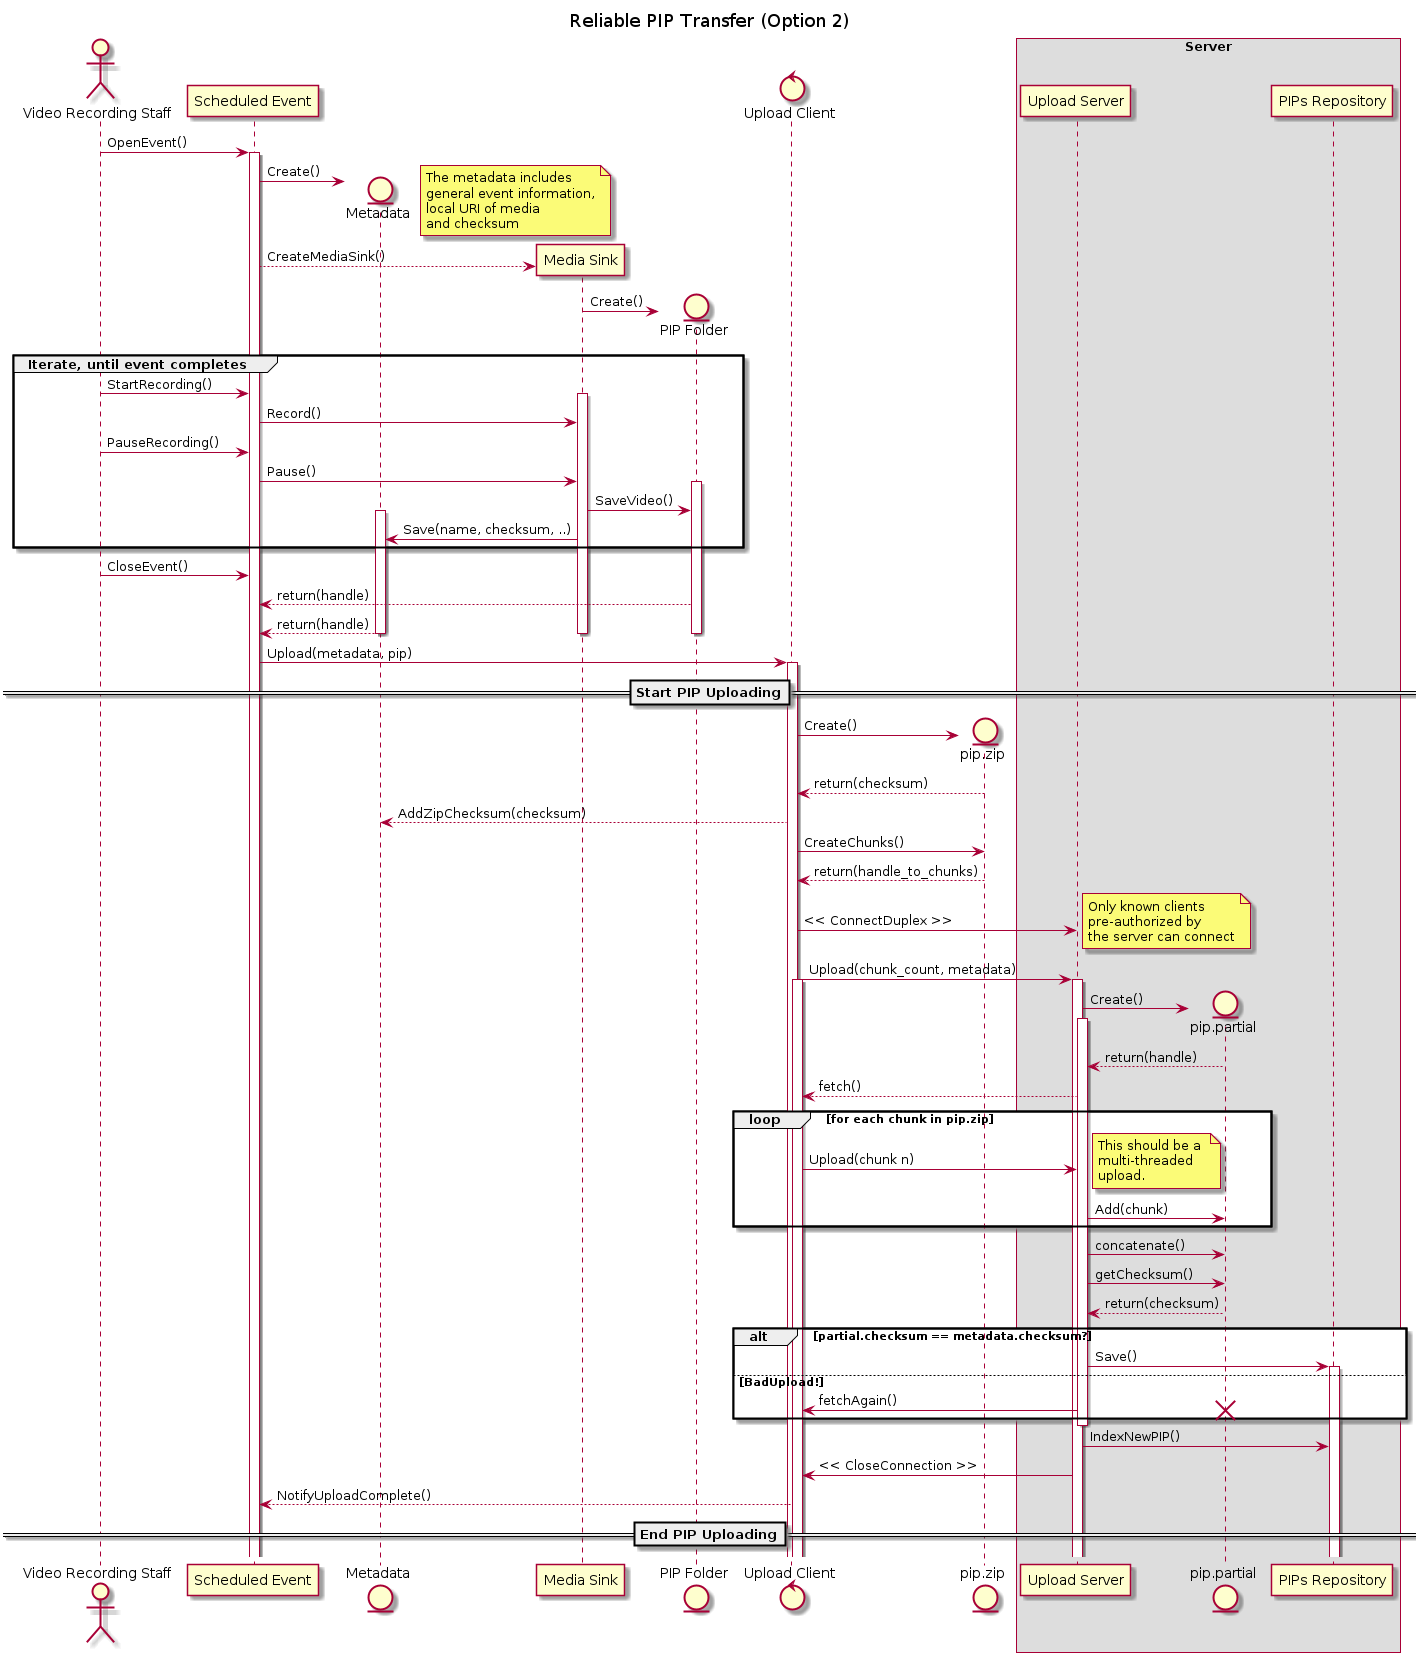 Reliable PIP Transfer (Option 2)
Server
Video Recording Staff
Scheduled Event
Upload Client
Upload Server
PIPs Repository
OpenEvent()
Create()
Metadata
The metadata includes
general event information,
local URI of media
and checksum
CreateMediaSink()
Media Sink
Create()
PIP Folder
Iterate, until event completes
StartRecording()
Record()
PauseRecording()
Pause()
SaveVideo()
Save(name, checksum, ..)
CloseEvent()
return(handle)
return(handle)
Upload(metadata, pip)
Start PIP Uploading
Create()
pip.zip
return(checksum)
AddZipChecksum(checksum)
CreateChunks()
return(handle_to_chunks)
<< ConnectDuplex >>
Only known clients
pre-authorized by
the server can connect
Upload(chunk_count, metadata)
Create()
pip.partial
return(handle)
fetch()
loop
[for each chunk in pip.zip]
Upload(chunk n)
This should be a
multi-threaded
upload.
Add(chunk)
concatenate()
getChecksum()
return(checksum)
alt
[partial.checksum == metadata.checksum?]
Save()
[BadUpload!]
fetchAgain()
IndexNewPIP()
<< CloseConnection >>
NotifyUploadComplete()
End PIP Uploading
Video Recording Staff
Scheduled Event
Metadata
Media Sink
PIP Folder
Upload Client
pip.zip
Upload Server
pip.partial
PIPs Repository